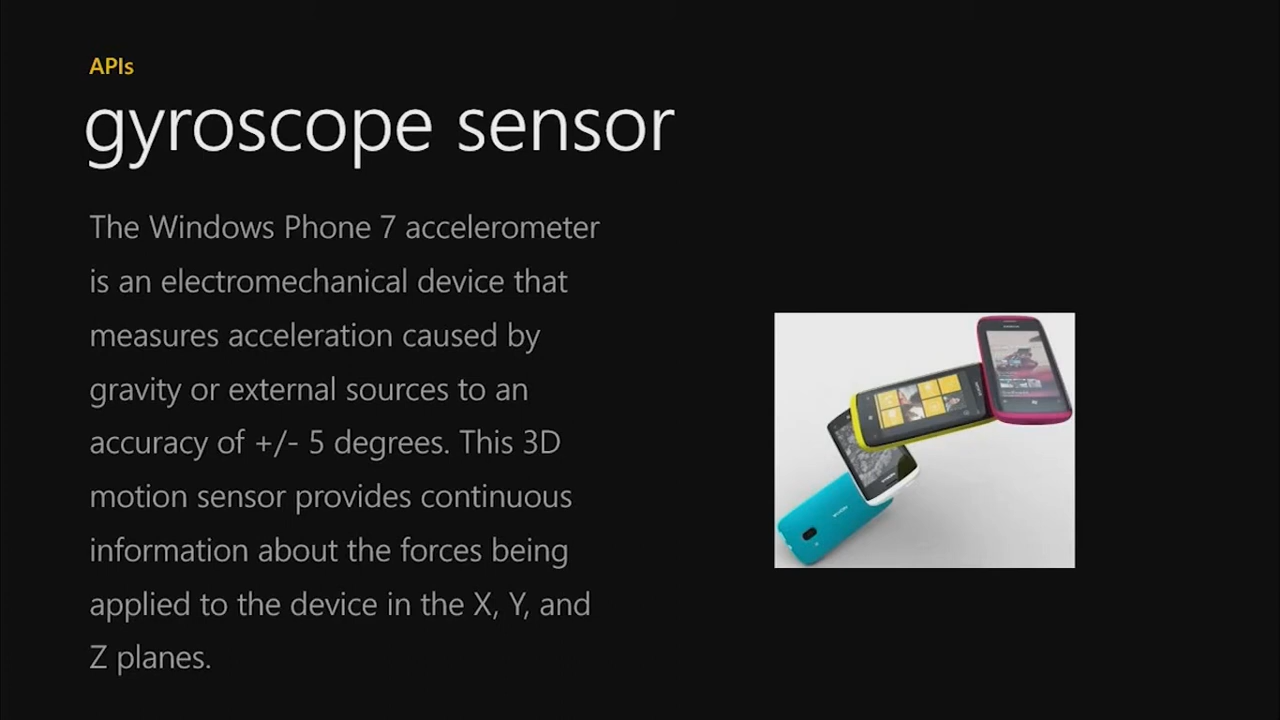 APIs
gyroscope sensor
The Windows Phone 7 accelerometer
is an electromechanical device that
measures acceleration caused by
gravity or external sources to an
accuracy of +/- 5 degrees. This 3D
motion sensor provides continuous
information about the forces being
applied to the device in the X, Y, and
Z planes.